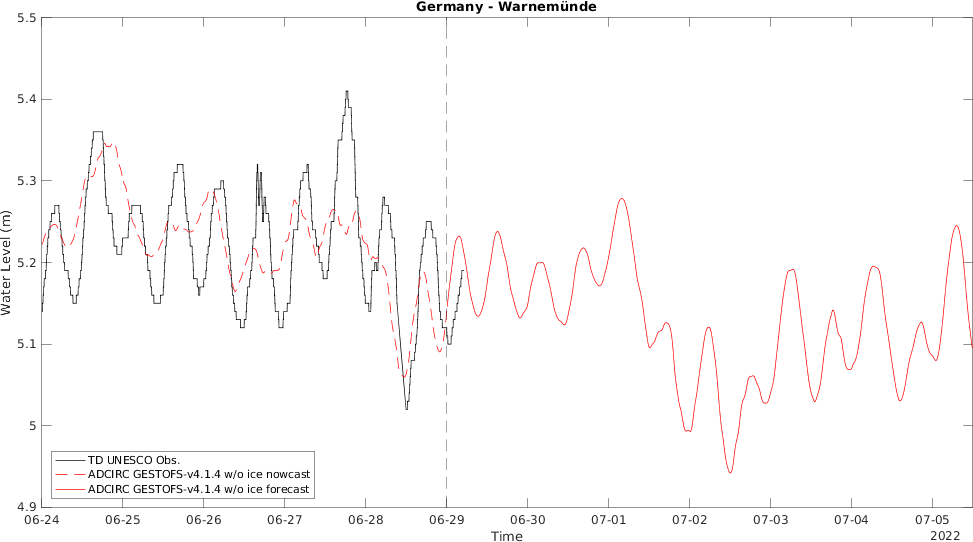 Germany - Warnemünde
5.5
5.4
5.3
5.2
5.1
5
4.9
Water Level (m)
TD UNESCO Obs.
ADCIRC GESTOFS-v4.1.4 w/o ice nowcast
ADCIRC GESTOFS-v4.1.4 w/o ice forecast
06-24 06-25 06-26 06-27 06-28 06-29 06-30 07-01 07-02 07-03 07-04 07-05
Time
2022